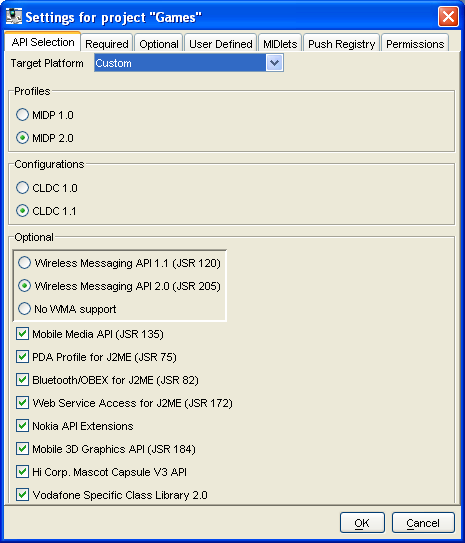 Settings for project "Games"
API Selection Required Optional User Defined MIDlets Push Registry Permissions
Target Platform Custom
Profiles
MIDP 1.0
MIDP 2.0
Configurations
CLDC 1.0
CLDC 1.1
Optional
Wireless Messaging API 1.1 (JSR 120)
Wireless Messaging API 2.0 (JSR 205)
No WMA support
Mobile Media API (JSR 135)
PDA Profile for J2ME (JSR 75)
Bluetooth/OBEX for J2ME (JSR 82)
Web Service Access for J2ME (JSR 172)
Nokia API Extensions
Mobile 3D Graphics API (JSR 184)
Hi Corp. Mascot Capsule V3 API
Vodafone Specific Class Library 2.0
OK Cancel